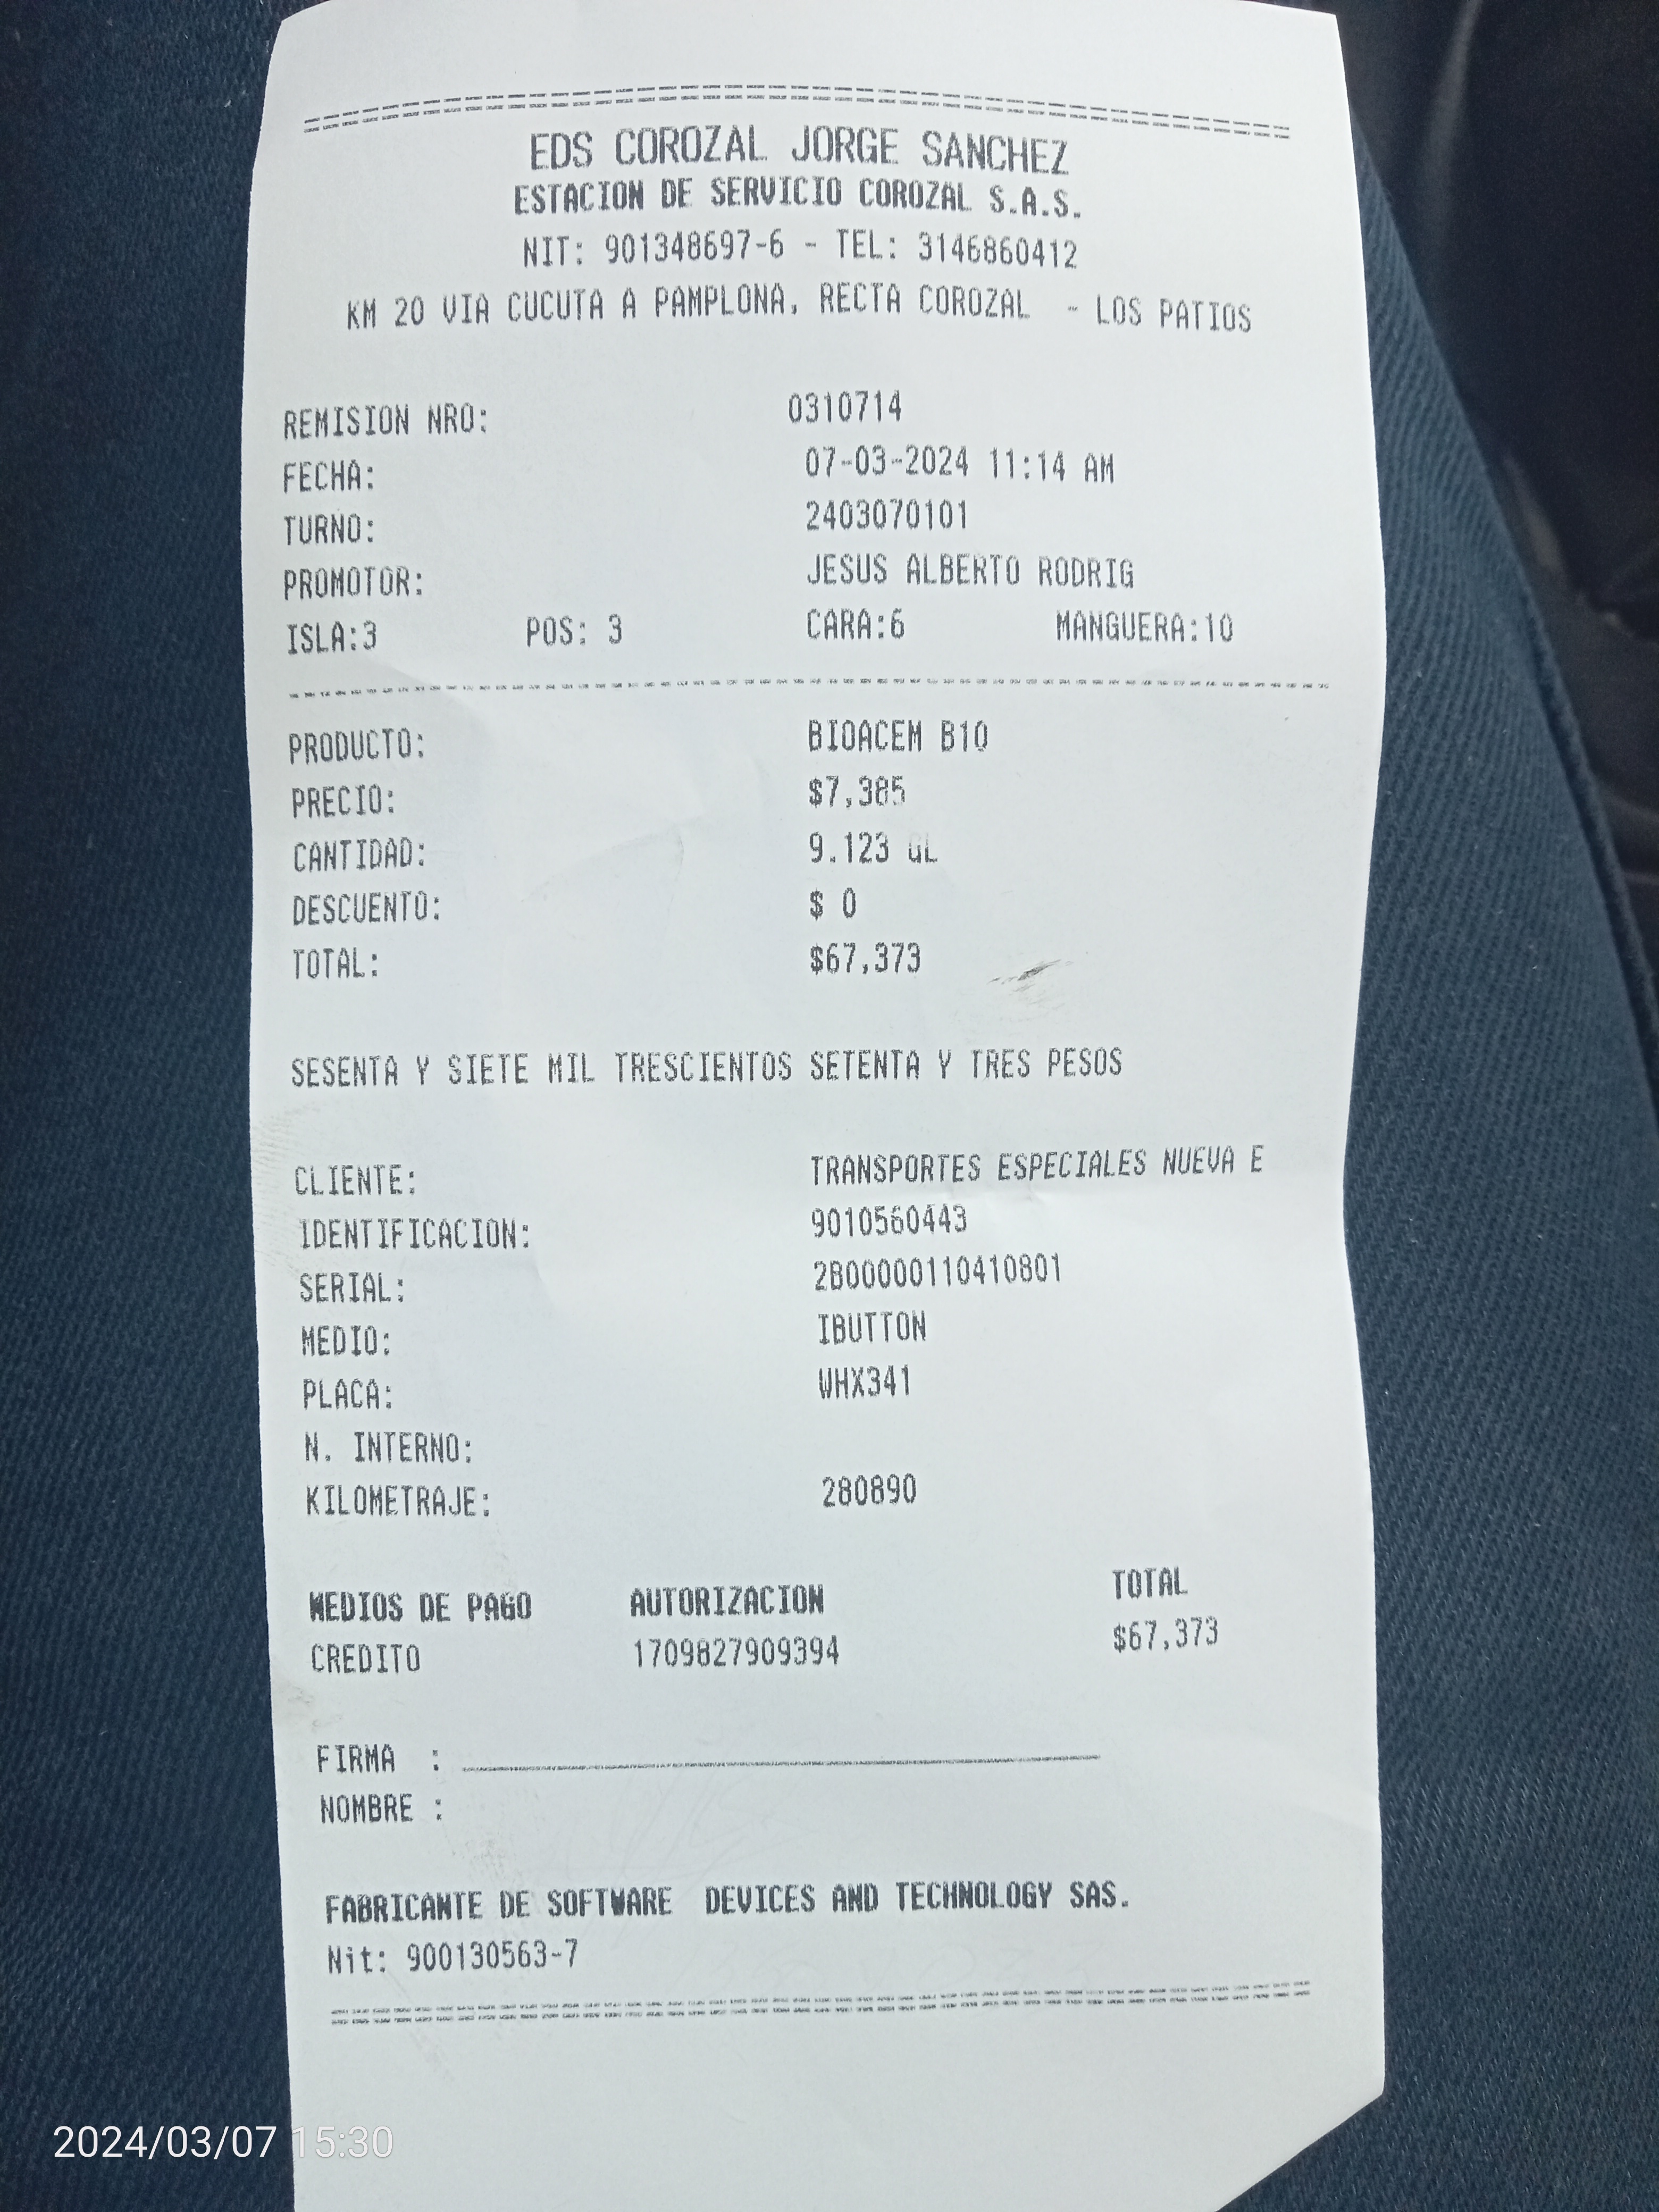 EDS COROZAL JORGE SANCHEZ
ESTACION DE SERVICIO COROZAL S.A.S.
NIT: 901348697-6 - TEL: 3146860412
KM 20 VIA CUCUTA A PAMPLONA, RECTA COROZAL - LOS PATIOS
REMISION NRO: 0310714
FECHA: 07-03-2024 11:14 AM
TURNO: 2403070101
PROMOTOR: JESUS ALBERTO RODRIG
ISLA:3 POS: 3 CARA:6 MANGUERA:10
PRODUCTO: BIOACEM B10
PRECIO: $7,385
CANTIDAD: 9.123 GL
DESCUENTO: $ 0
TOTAL: $67,373
SESENTA Y SIETE MIL TRESCIENTOS SETENTA Y TRES PESOS
CLIENTE: TRANSPORTES ESPECIALES NUEVA E
IDENTIFICACION: 9010560443
SERIAL: 2B00000110410801
MEDIO: IBUTTON
PLACA: WHX341
N. INTERNO:
KILOMETRAJE: 280890
MEDIOS DE PAGO AUTORIZACION TOTAL
CREDITO 1709827909394 $67,373
FIRMA :
NOMBRE :
FABRICANTE DE SOFTWARE DEVICES AND TECHNOLOGY SAS.
Nit: 900130563-7
2024/03/07 15:30